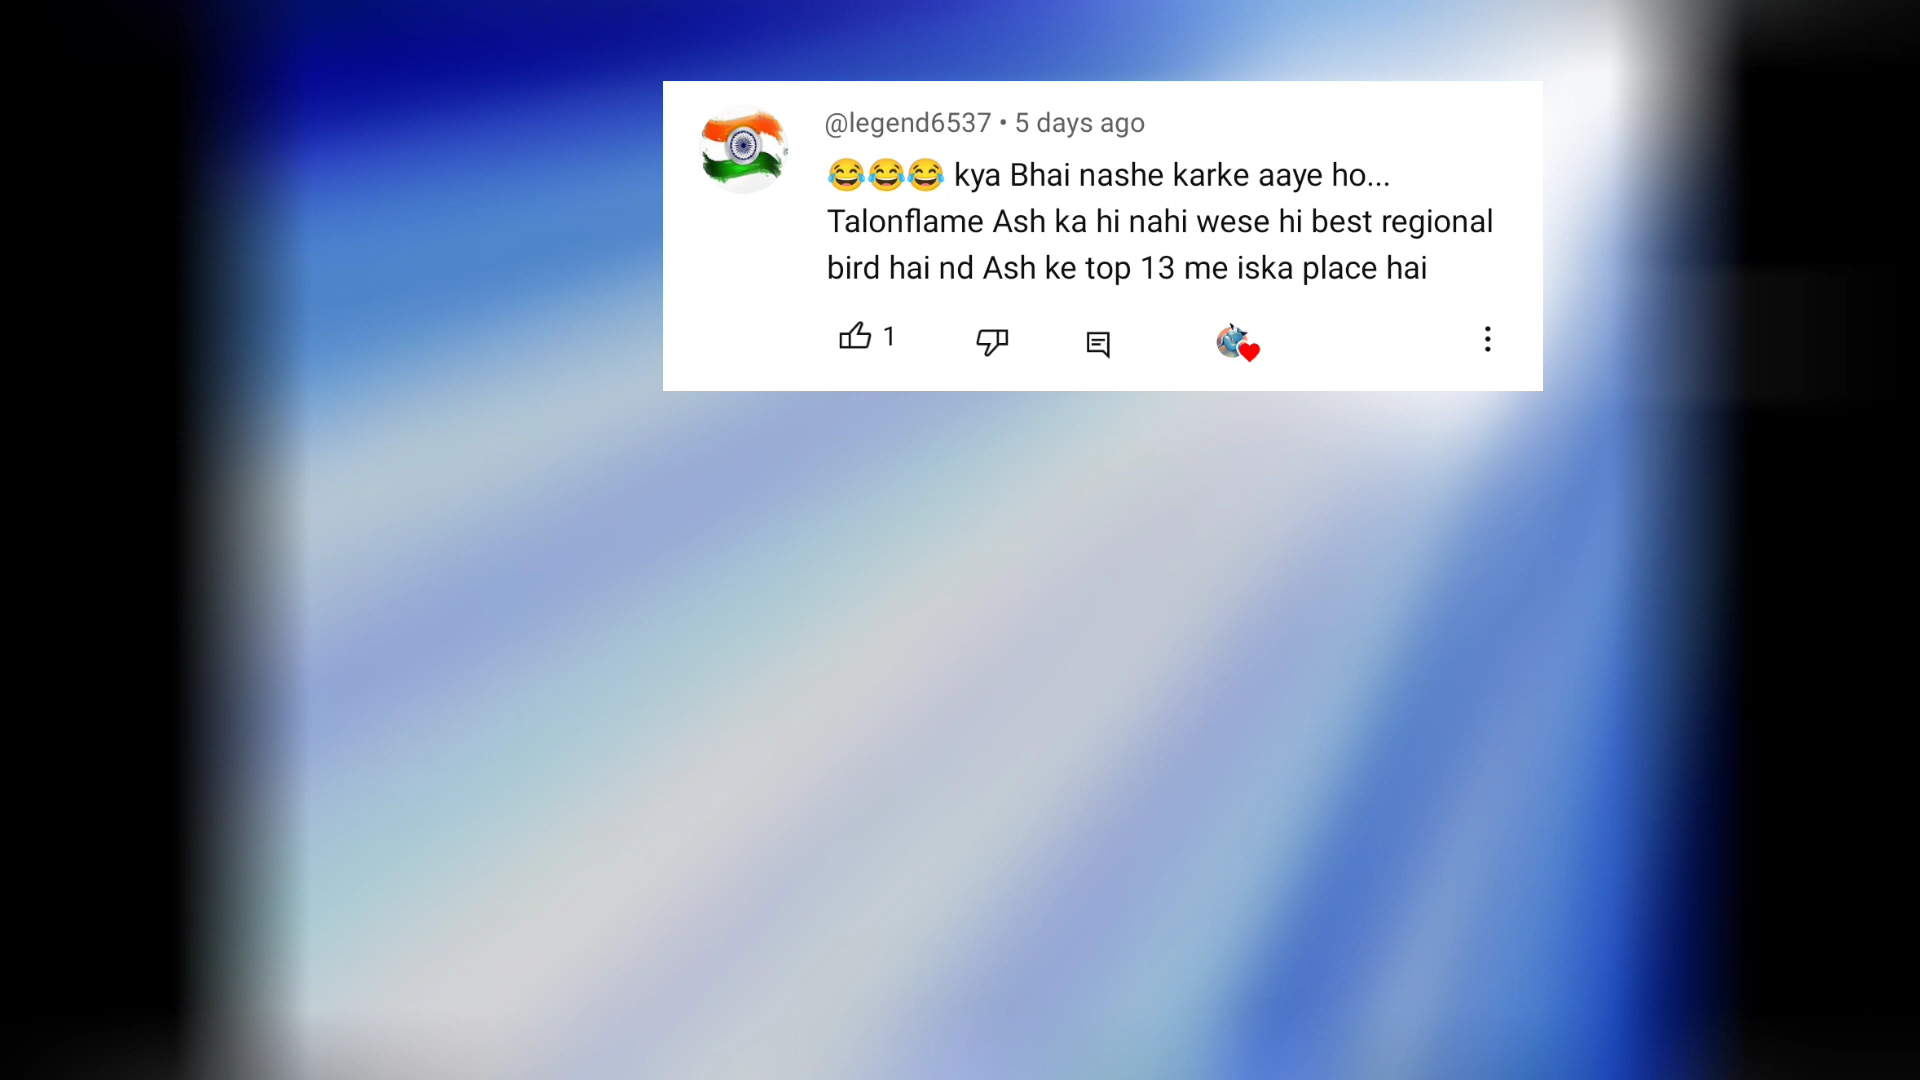 @legend6537 • 5 days ago
😂😂😂 kya Bhai nashe karke aaye ho...
Talonflame Ash ka hi nahi wese hi best regional
bird hai nd Ash ke top 13 me iska place hai
1